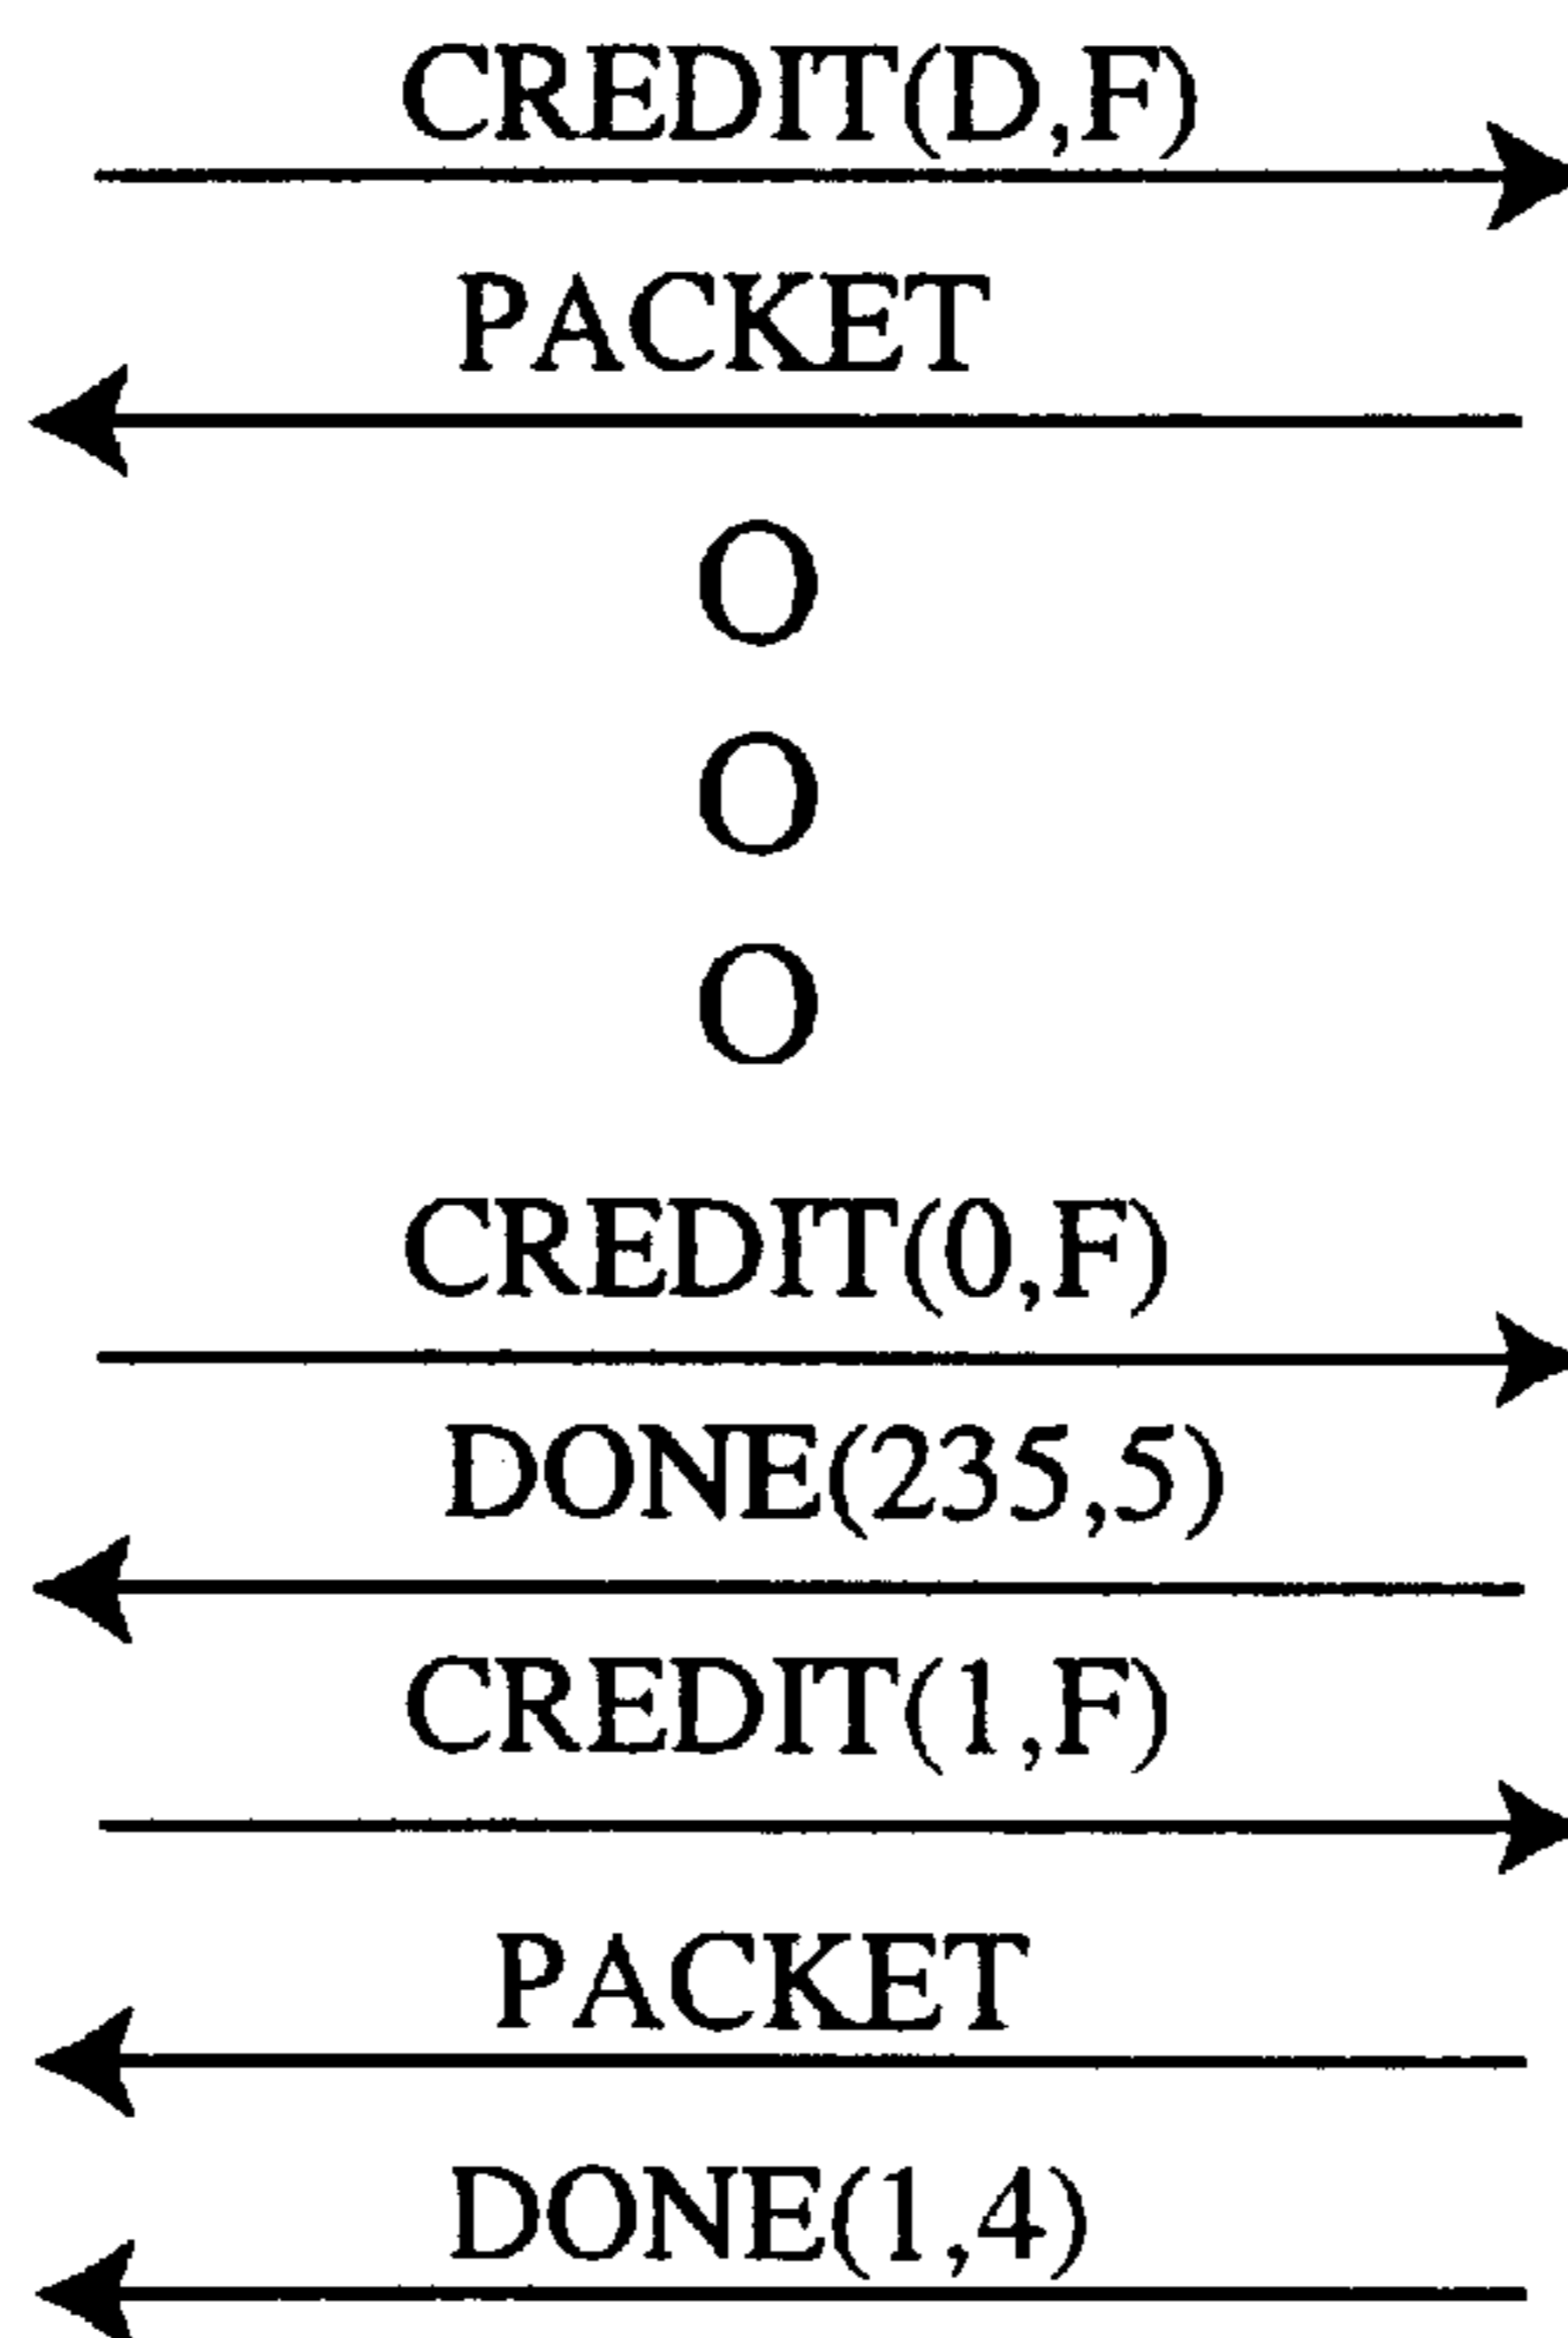 CREDIT(D,F)
PACKET
O
O
O
CREDIT(0,F)
DONE(235,5)
CREDIT(1,F)
PACKET
DONE(1,4)